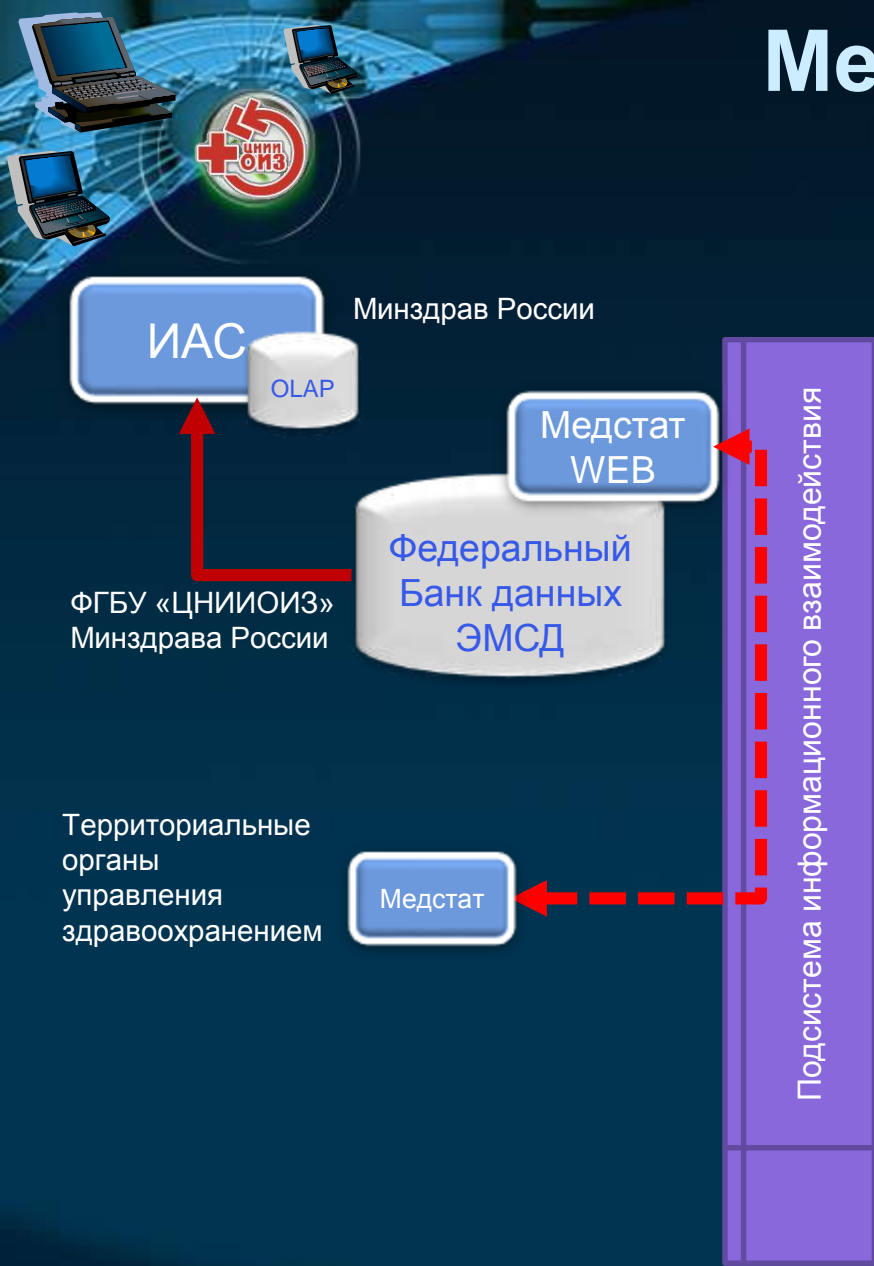 Ме
ЦНИИ
ОИЗ
ИАС
OLAP
Минздрав России
Медстат
WEB
Федеральный
Банк данных
ЭМСД
ФГБУ «ЦНИИОИЗ»
Минздрава России
Территориальные
органы
управления
здравоохранением
Медстат
Подсистема информационного взаимодействия